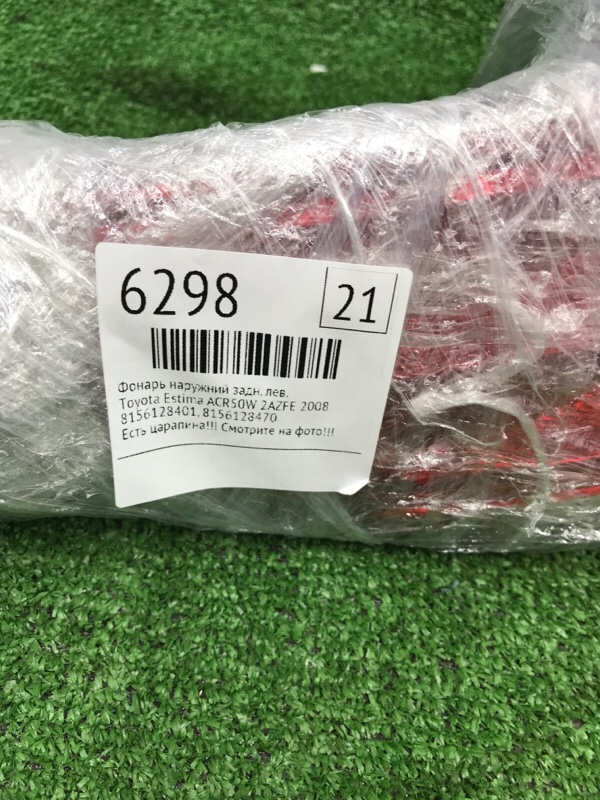 6298
21
Фонарь наружний задн. лев.
Toyota Estima ACR50W 2AZFE 2008
8156128401, 8156128470
Есть царапина!!! Смотрите на фото!!!